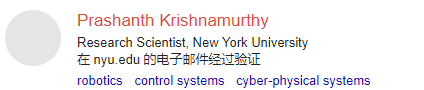 Prashanth Krishnamurthy
Research Scientist, New York University
在 nyu.edu 的电子邮件经过验证
robotics control systems cyber-physical systems